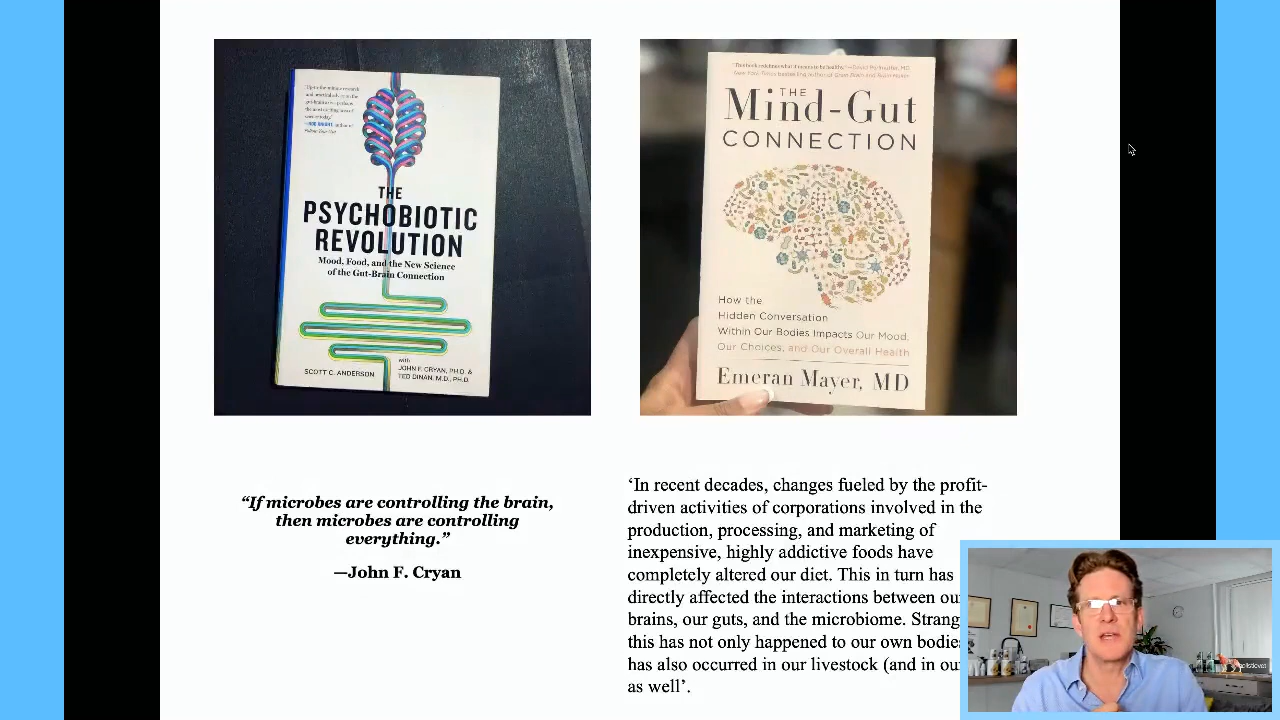 THE
PSYCHOBIOTIC
REVOLUTION
Mood, Food, and the New Science
of the Gut-Brain Connection
with
SCOTT C. ANDERSON
JOHN F. CRYAN, PH.D. &
TED DINAN, M.D., PH.D.
THE
Mind-Gut
CONNECTION
How the
Hidden Conversation
Within Our Bodies Impacts Our Mood,
Our Choices, and Our Overall Health
Emeran Mayer, MD
“If microbes are controlling the brain,
then microbes are controlling
everything.”
—John F. Cryan
‘In recent decades, changes fueled by the profit-
driven activities of corporations involved in the
production, processing, and marketing of
inexpensive, highly addictive foods have
completely altered our diet. This in turn has
directly affected the interactions between
brains, our guts, and the microbiome.
this has not only happened to our own
has also occurred in our livestock (and in
as well’.